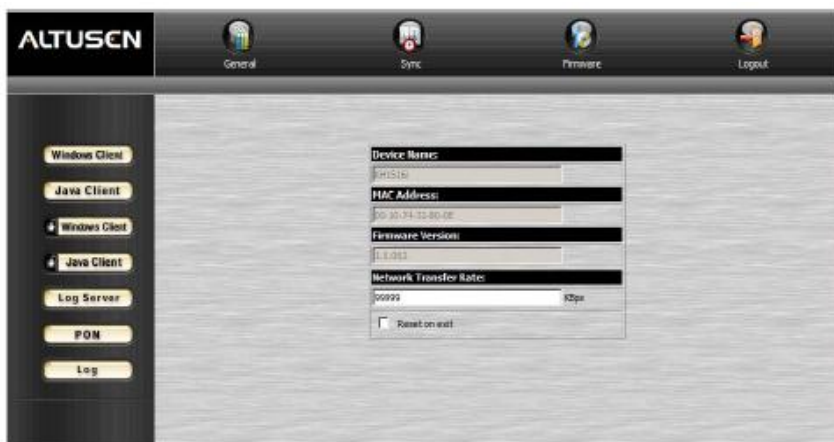 ALTUSEN
General
Sync
Firmware
Logout
Windows Client
Java Client
Windows Client
Java Client
Log Server
PON
Log
Device Name:
KH1516i
MAC Address:
Firmware Version:
Network Transfer Rate:
99999 KBps
Reset on exit